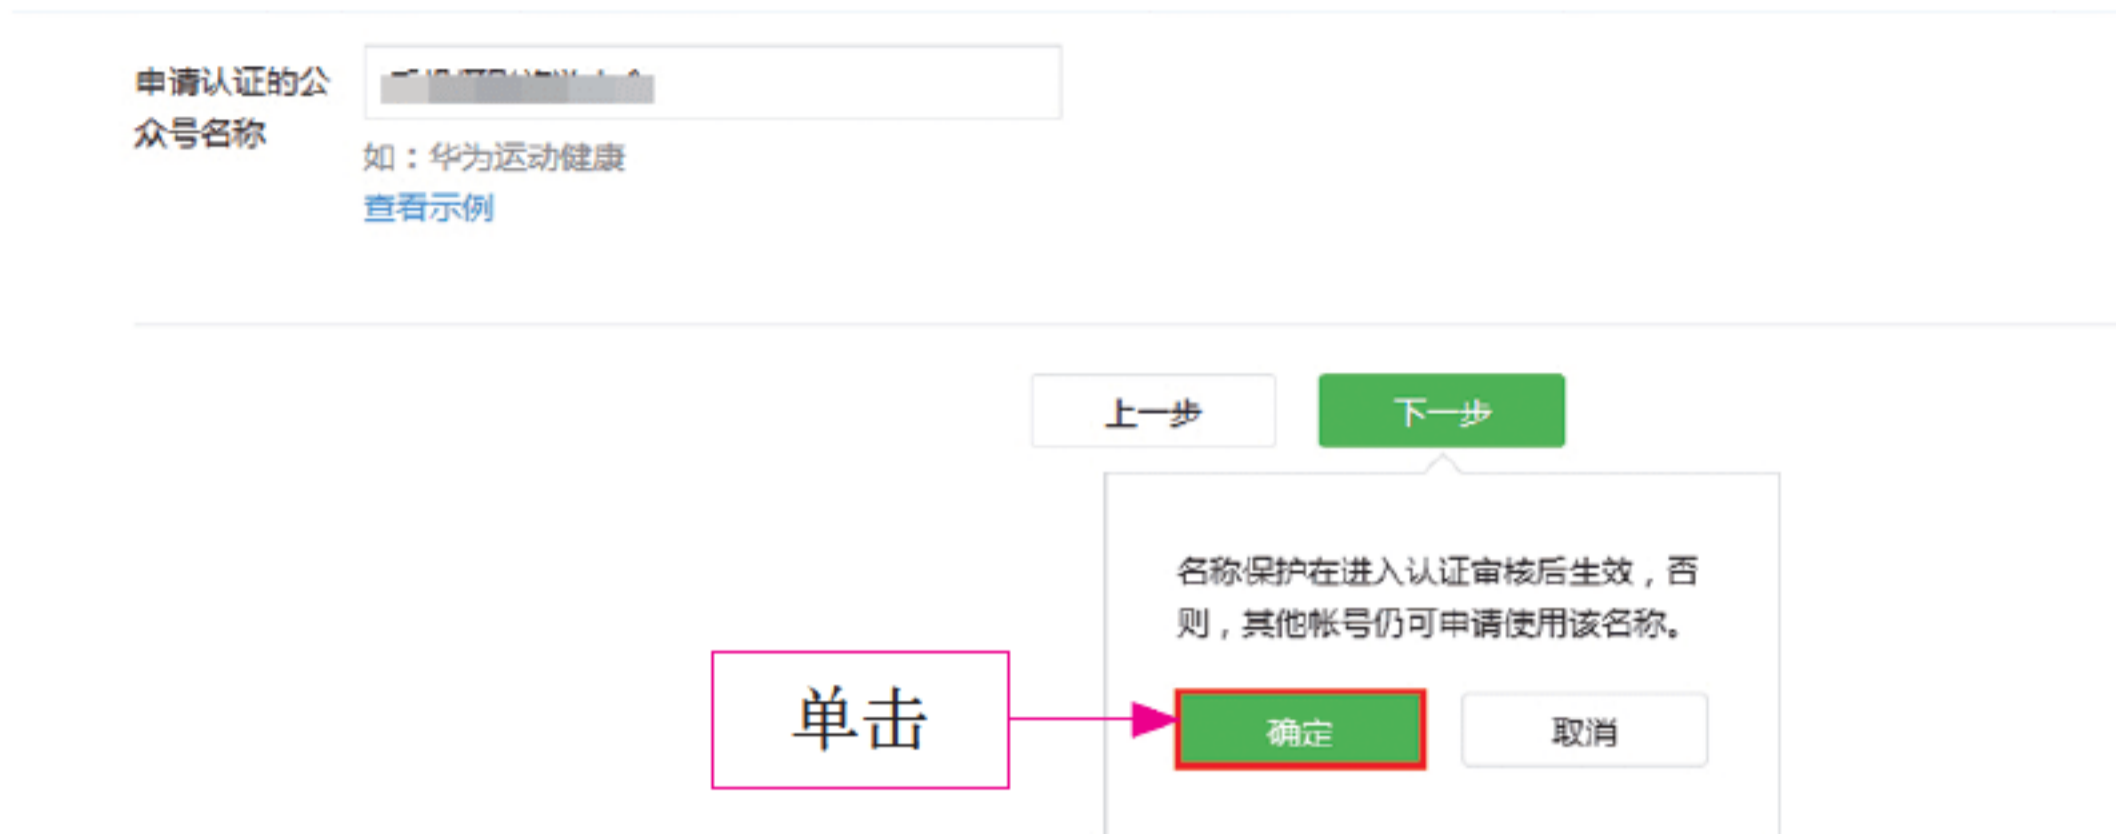 申请认证的公
众号名称
如：华为运动健康
查看示例
上一步
下一步
名称保护在进入认证审核后生效，否
则，其他帐号仍可申请使用该名称。
单击
确定
取消